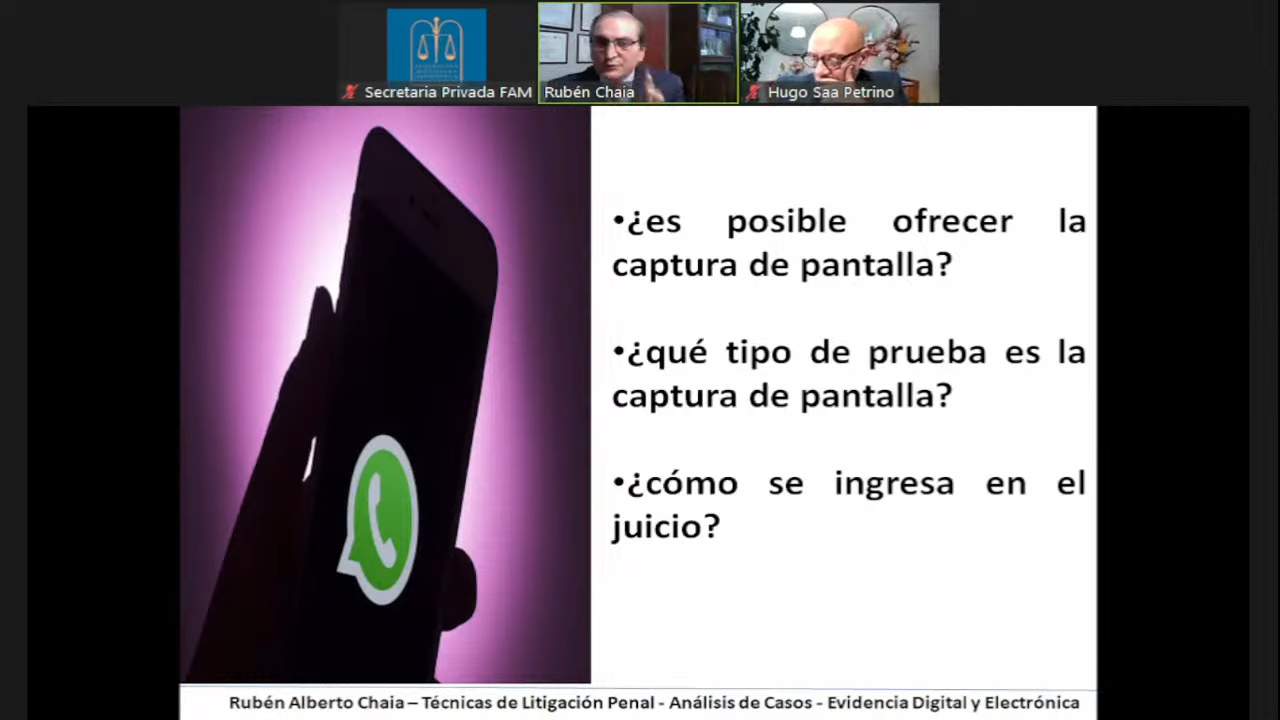 Secretaria Privada FAM
Rubén Chaia
Hugo Saa Petrino
•¿es posible ofrecer la
captura de pantalla?
•¿qué tipo de prueba es la
captura de pantalla?
•¿cómo se ingresa en el
juicio?
Rubén Alberto Chaia – Técnicas de Litigación Penal - Análisis de Casos - Evidencia Digital y Electrónica